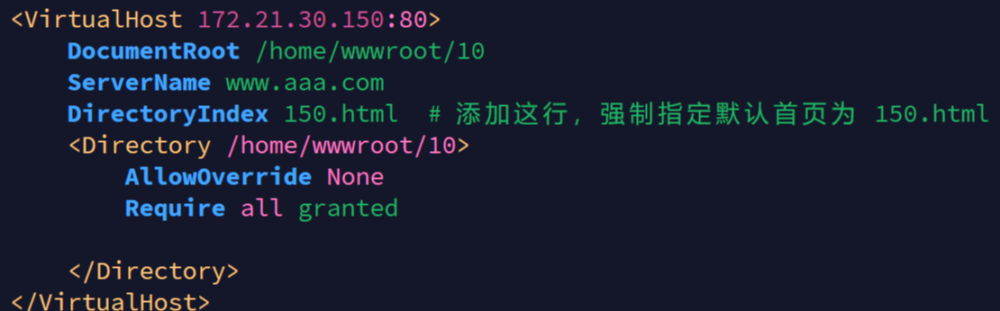 <VirtualHost 172.21.30.150:80>
DocumentRoot /home/wwwroot/10
ServerName www.aaa.com
DirectoryIndex 150.html  # 添加这行，强制指定默认首页为 150.html
<Directory /home/wwwroot/10>
AllowOverride None
Require all granted
</Directory>
</VirtualHost>